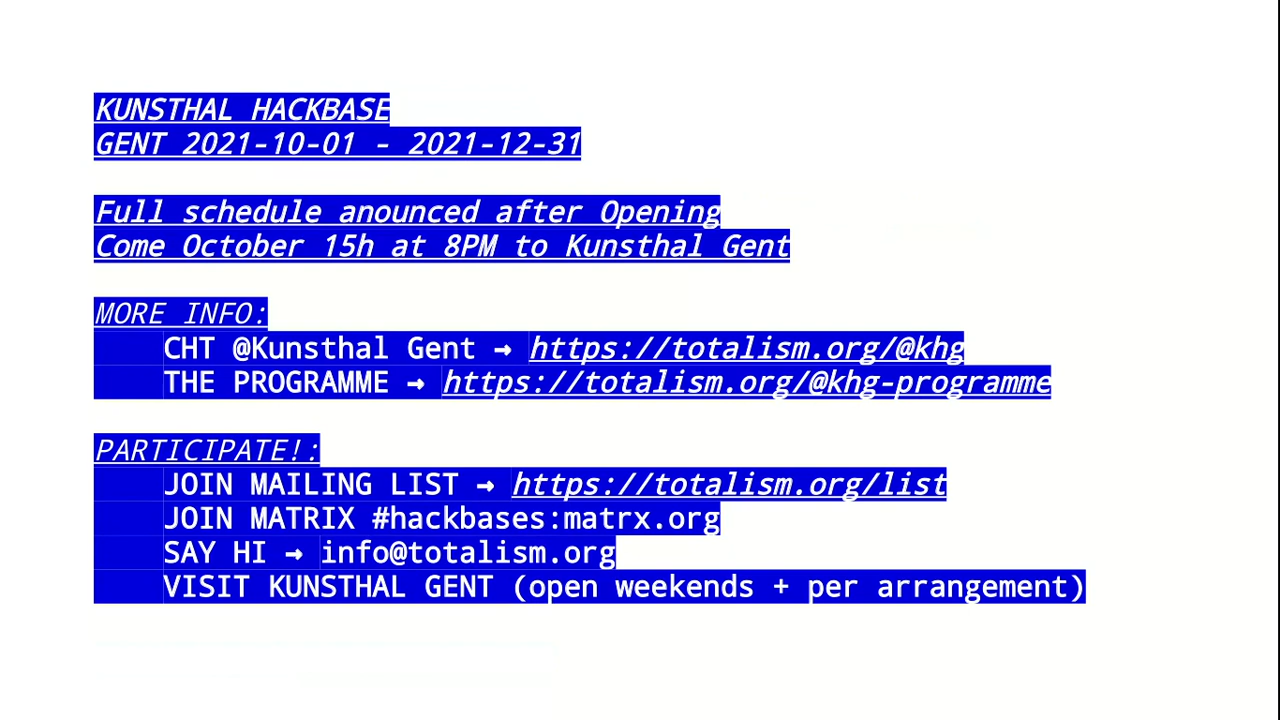 KUNSTHAL HACKBASE
GENT 2021-10-01 - 2021-12-31
Full schedule anounced after Opening
Come October 15h at 8PM to Kunsthal Gent
MORE INFO:
CHT @Kunsthal Gent → https://totalism.org/@khg
THE PROGRAMME → https://totalism.org/@khg-programme
PARTICIPATE!:
JOIN MAILING LIST → https://totalism.org/list
JOIN MATRIX #hackbases:matrx.org
SAY HI → info@totalism.org
VISIT KUNSTHAL GENT (open weekends + per arrangement)